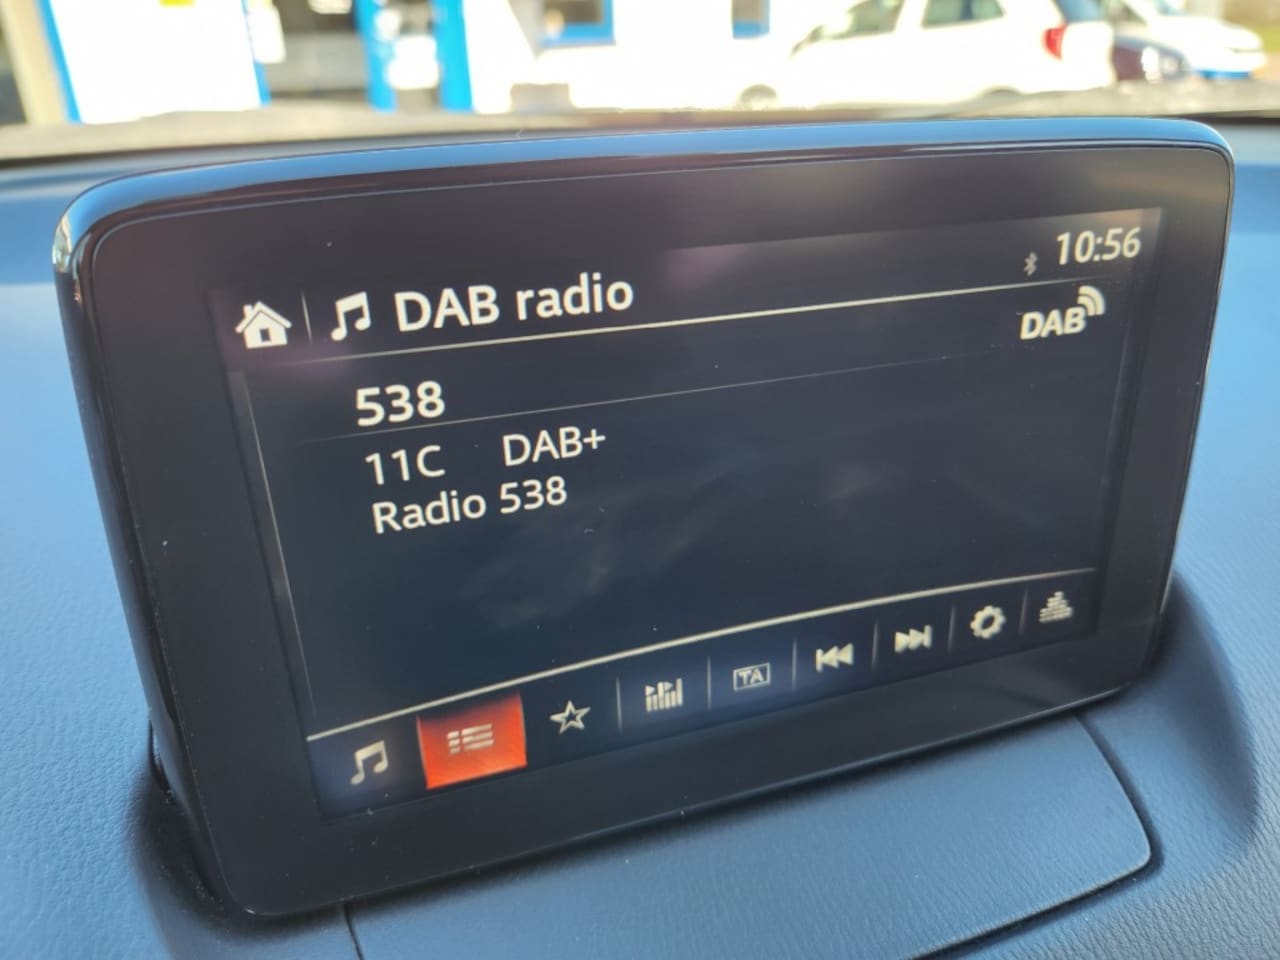 10:56
DAB radio
DAB
538
11C DAB+
Radio 538
TA